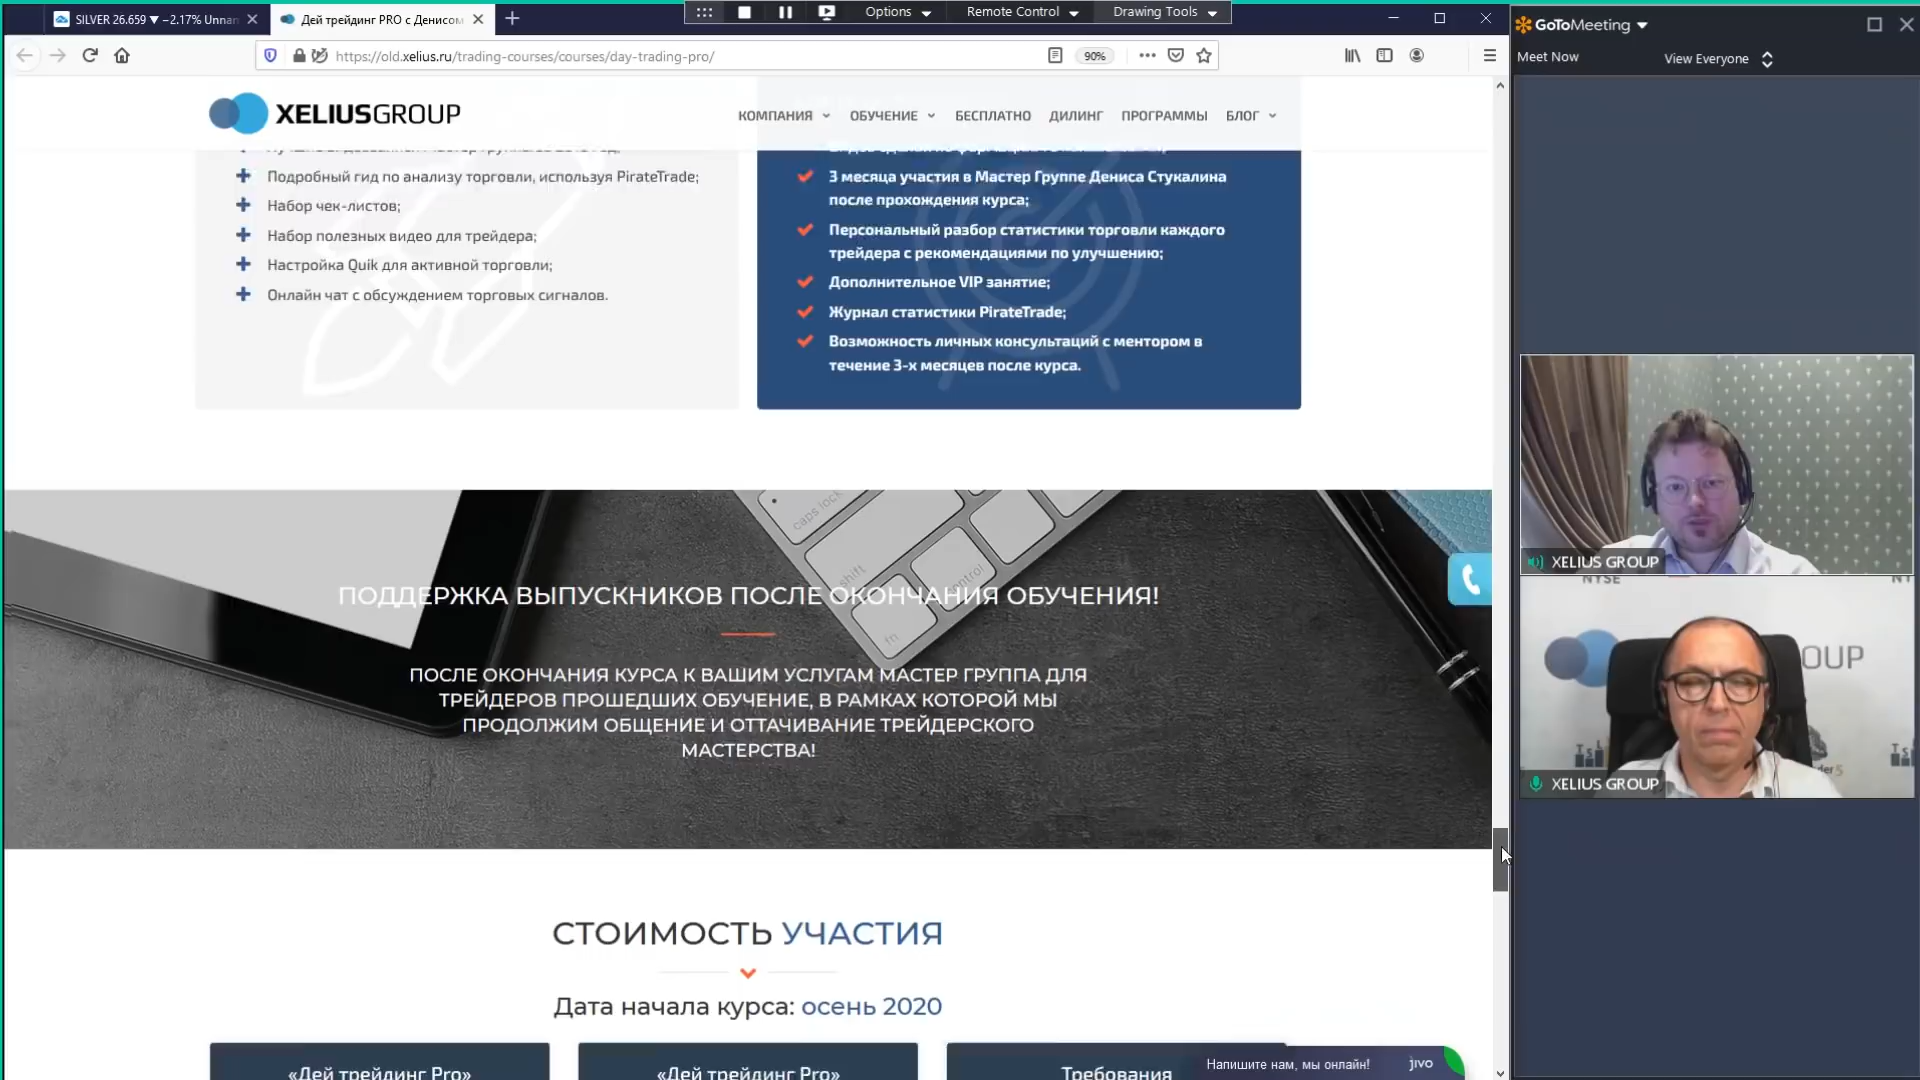 SILVER 26.659 ▼ −2.17% Unnan
Дей трейдинг PRO с Денисом
Options
Remote Control
Drawing Tools
GoToMeeting
https://old.xelius.ru/trading-courses/courses/day-trading-pro/
90%
Meet Now
View Everyone
XELIUSGROUP
КОМПАНИЯ
ОБУЧЕНИЕ
БЕСПЛАТНО
ДИЛИНГ
ПРОГРАММЫ
БЛОГ
Подробный гид по анализу торговли, используя PirateTrade;
Набор чек-листов;
Набор полезных видео для трейдера;
Настройка Quik для активной торговли;
Онлайн чат с обсуждением торговых сигналов.
3 месяца участия в Мастер Группе Дениса Стукалина
после прохождения курса;
Персональный разбор статистики торговли каждого
трейдера с рекомендациями по улучшению;
Дополнительное VIP занятие;
Журнал статистики PirateTrade;
Возможность личных консультаций с ментором в
течение 3-х месяцев после курса.
caps lock
shift
control
fn
ПОДДЕРЖКА ВЫПУСКНИКОВ ПОСЛЕ ОКОНЧАНИЯ ОБУЧЕНИЯ!
ПОСЛЕ ОКОНЧАНИЯ КУРСА К ВАШИМ УСЛУГАМ МАСТЕР ГРУППА ДЛЯ
ТРЕЙДЕРОВ ПРОШЕДШИХ ОБУЧЕНИЕ, В РАМКАХ КОТОРОЙ МЫ
ПРОДОЛЖИМ ОБЩЕНИЕ И ОТТАЧИВАНИЕ ТРЕЙДЕРСКОГО
МАСТЕРСТВА!
СТОИМОСТЬ УЧАСТИЯ
Дата начала курса: осень 2020
«Дей трейдинг Pro»
«Дей трейдинг Pro»
Требования
Напишите нам, мы онлайн!
jivo
XELIUS GROUP
NYSE
OUP
XELIUS GROUP